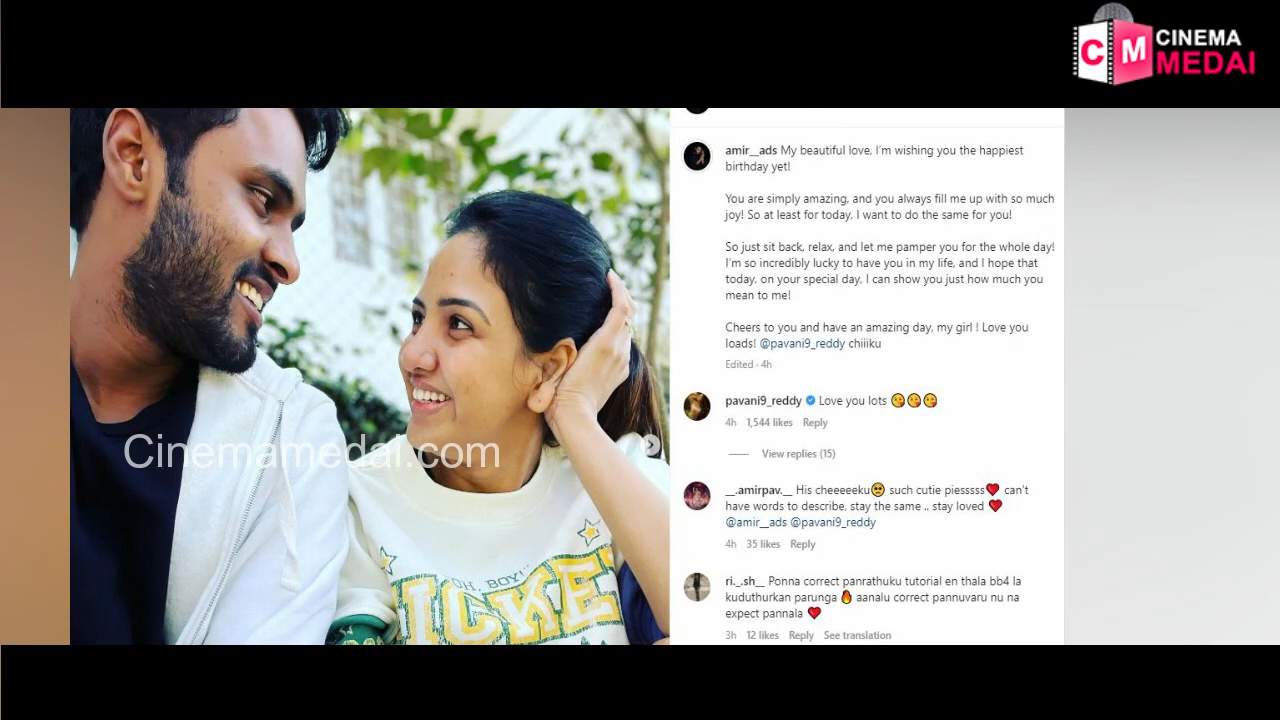 CINEMA
CM MEDAI
amir__ads My beautiful love, I'm wishing you the happiest
birthday yet!
You are simply amazing, and you always fill me up with so much
joy! So at least for today, I want to do the same for you!
So just sit back, relax, and let me pamper you for the whole day!
I'm so incredibly lucky to have you in my life, and I hope that
today, on your special day, I can show you just how much you
mean to me!
Cheers to you and have an amazing day, my girl ! Love you
loads! @pavani9_reddy chiiiku
Edited · 4h
pavani9_reddy Love you lots 😘😘😘
4h 1,544 likes Reply
View replies (15)
__.amirpav.__ His cheeeeeku🥺 such cutie piesssss❤️ can't
have words to describe. stay the same .. stay loved ❤️
@amir__ads @pavani9_reddy
4h 35 likes Reply
ri._.sh__ Ponna correct panrathuku tutorial en thala bb4 la
kuduthurkan parunga 🔥 aanalu correct pannuvaru nu na
expect pannala ❤️
3h 12 likes Reply See translation
Cinemamedai.com
OH, BOY!
ICKE